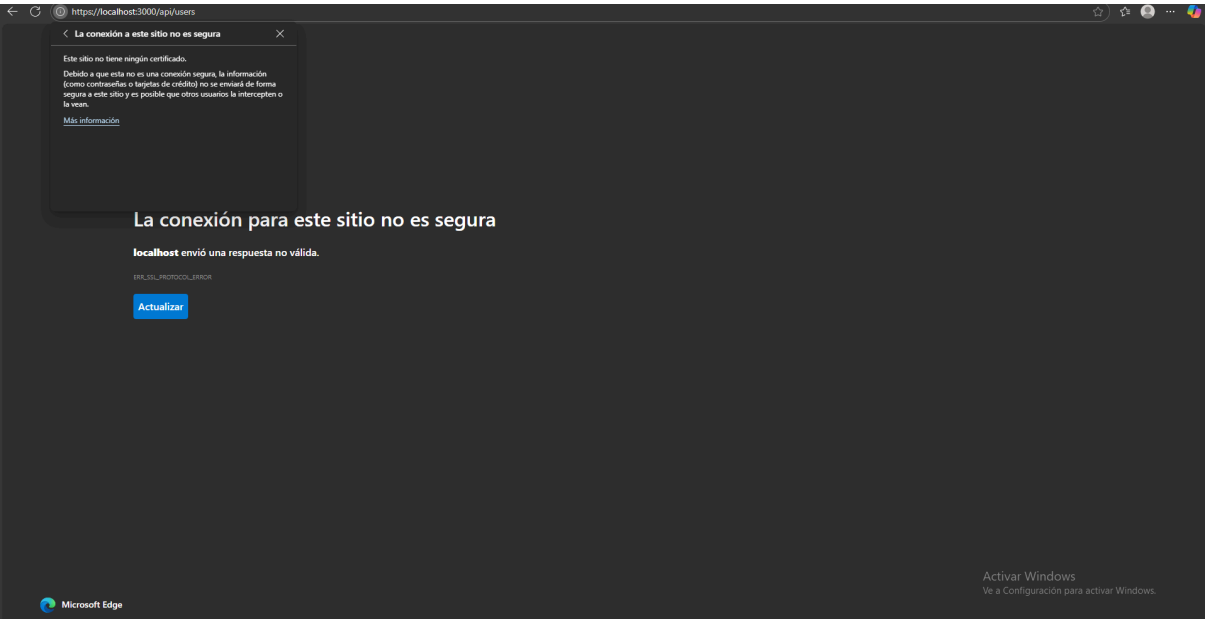 https://localhost:3000/api/users
La conexión a este sitio no es segura
Este sitio no tiene ningún certificado.
Debido a que esta no es una conexión segura, la información
(como contraseñas o tarjetas de crédito) no se enviará de forma
segura a este sitio y es posible que otros usuarios la intercepten o
la vean.
Más información
La conexión para este sitio no es segura
localhost envió una respuesta no válida.
ERR_SSL_PROTOCOL_ERROR
Actualizar
Activar Windows
Ve a Configuración para activar Windows.
Microsoft Edge